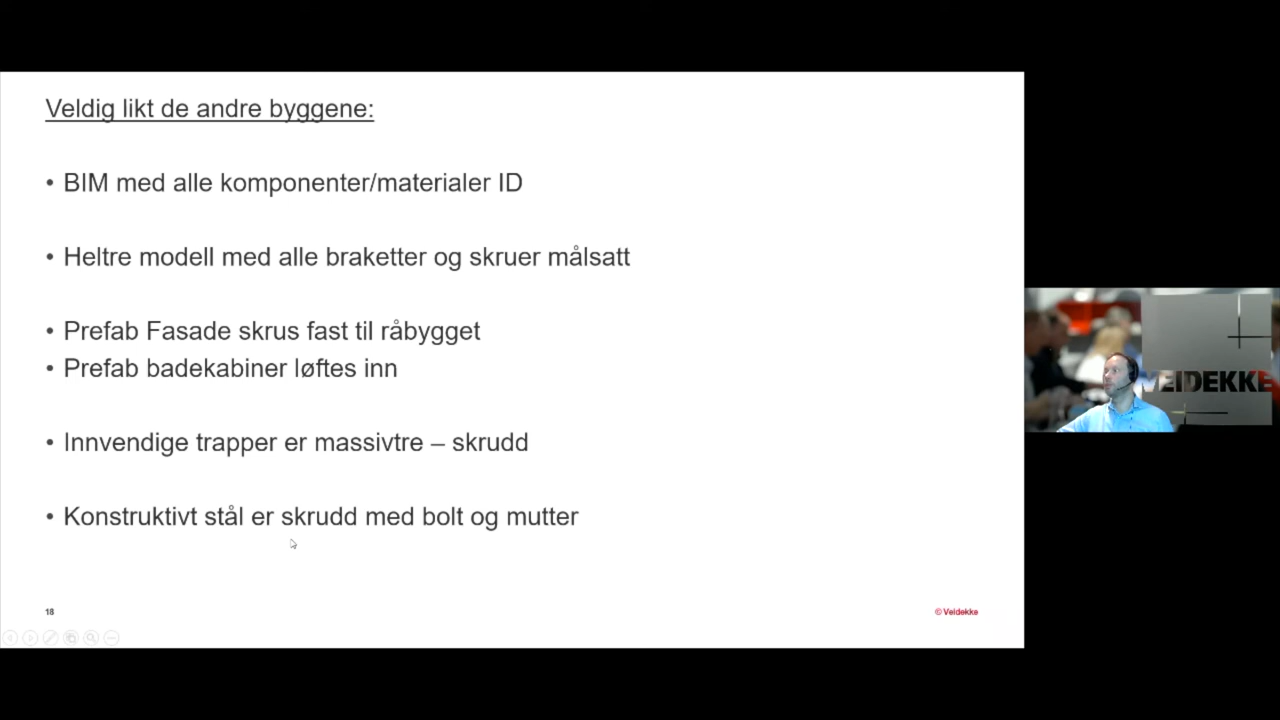 Veldig likt de andre byggene:
• BIM med alle komponenter/materialer ID
• Heltre modell med alle braketter og skruer målsatt
• Prefab Fasade skrus fast til råbygget
• Prefab badekabiner løftes inn
• Innvendige trapper er massivtre – skrudd
• Konstruktivt stål er skrudd med bolt og mutter
18
© Veidekke
VEIDEKKE